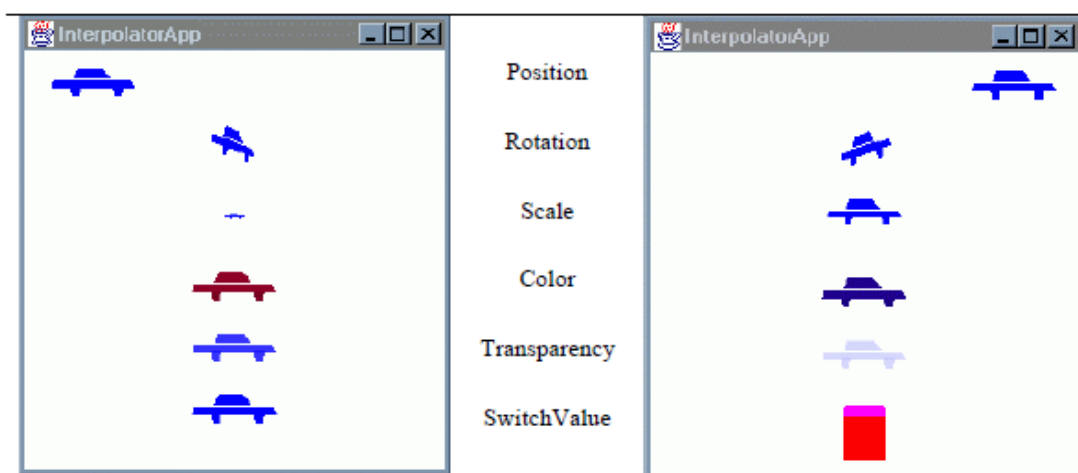 InterpolatorApp
InterpolatorApp
Position
Rotation
Scale
Color
Transparency
SwitchValue